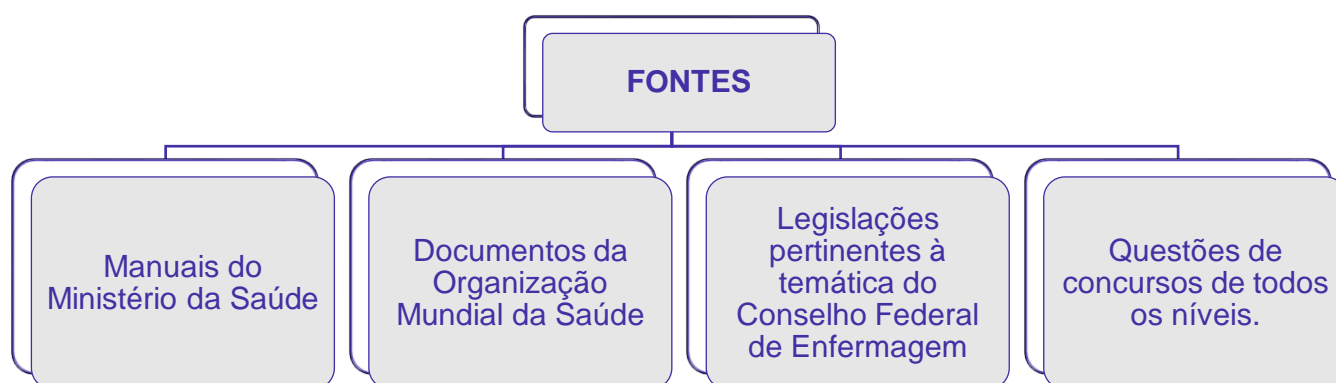 FONTES
Manuais do
Ministério da Saúde
Documentos da
Organização
Mundial da Saúde
Legislações
pertinentes à
temática do
Conselho Federal
de Enfermagem
Questões de
concursos de todos
os níveis.